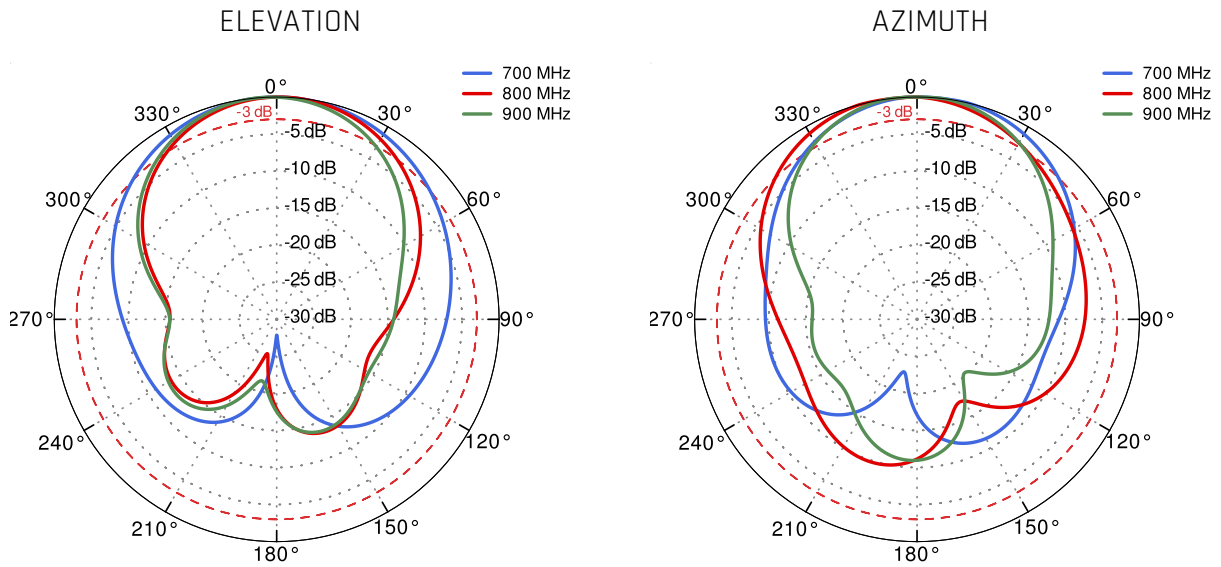 ELEVATION
700 MHz
800 MHz
900 MHz
0°
330°
-3 dB
30°
-5 dB
-10 dB
300°
60°
-15 dB
-20 dB
-25 dB
270°
-30 dB
90°
240°
120°
210°
150°
180°
AZIMUTH
700 MHz
800 MHz
900 MHz
0°
330°
-3 dB
30°
-5 dB
-10 dB
300°
60°
-15 dB
-20 dB
-25 dB
270°
-30 dB
90°
240°
120°
210°
150°
180°